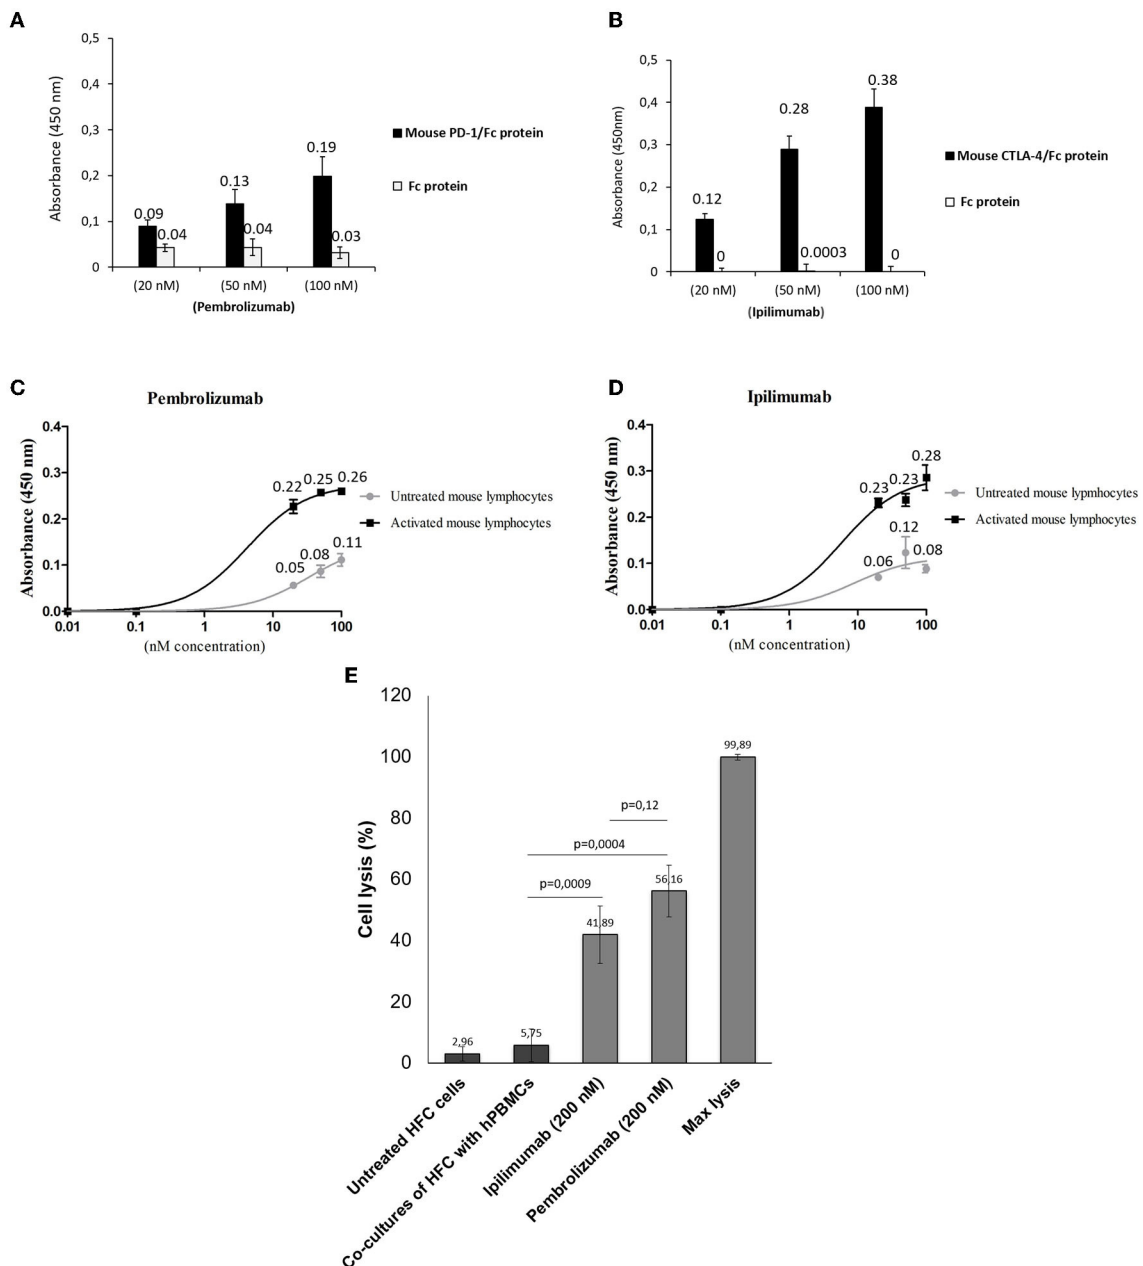 A
Absorbance (450 nm)
0,5
0,4
0,3
0,2
0,1
0
0.09
0.04
0.13
0.04
0.19
0.03
(20 nM)
(50 nM)
(100 nM)
(Pembrolizumab)
Mouse PD-1/Fc protein
Fc protein
B
Absorbance (450nm)
0,5
0,4
0,3
0,2
0,1
0
0.12
0
0.28
0.0003
0.38
0
(20 nM)
(50 nM)
(100 nM)
(Ipilimumab)
Mouse CTLA-4/Fc protein
Fc protein
C
Pembrolizumab
Absorbance (450 nm)
0.4
0.3
0.2
0.1
0.0
0.22
0.25
0.26
0.05
0.08
0.11
0.01
0.1
1
10
100
(nM concentration)
Untreated mouse lymphocytes
Activated mouse lymphocytes
D
Ipilimumab
Absorbance (450 nm)
0.4
0.3
0.2
0.1
0.0
0.23
0.23
0.28
0.06
0.12
0.08
0.01
0.1
1
10
100
(nM concentration)
Untreated mouse lypmhocytes
Activated mouse lymphocytes
E
Cell lysis (%)
120
100
80
60
40
20
0
2,96
5,75
41,89
56,16
99,89
p=0,0009
p=0,0004
p=0,12
Untreated HFC cells
Co-cultures of HFC with hPBMCs
Ipilimumab (200 nM)
Pembrolizumab (200 nM)
Max lysis